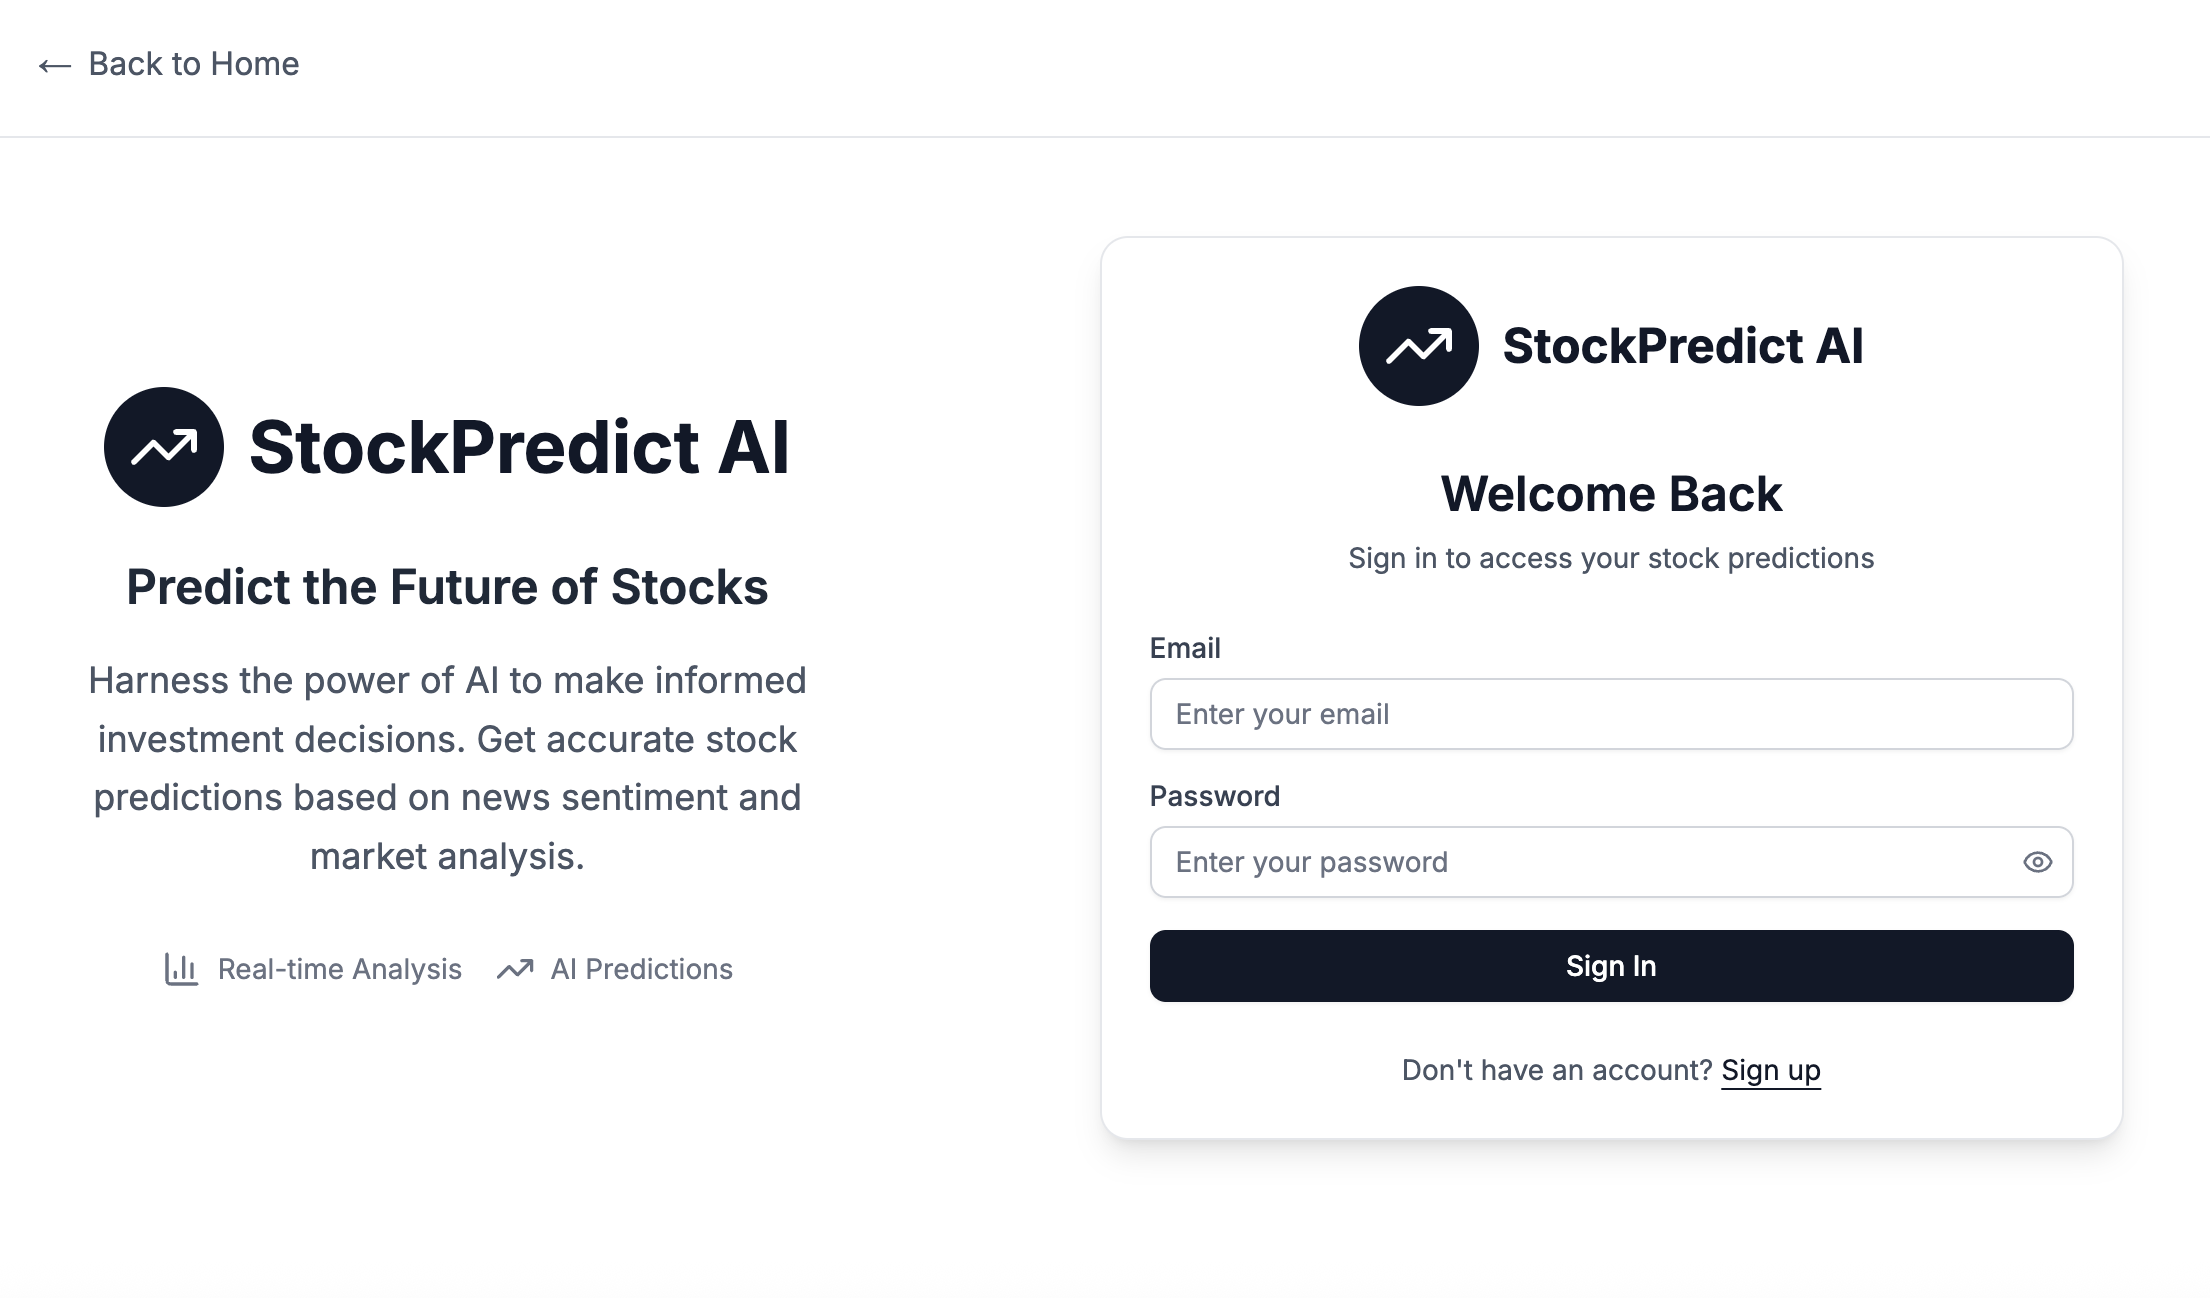 Back to Home
StockPredict AI
Predict the Future of Stocks
Harness the power of AI to make informed
investment decisions. Get accurate stock
predictions based on news sentiment and
market analysis.
Real-time Analysis
AI Predictions
StockPredict AI
Welcome Back
Sign in to access your stock predictions
Email
Enter your email
Password
Enter your password
Sign In
Don't have an account? Sign up